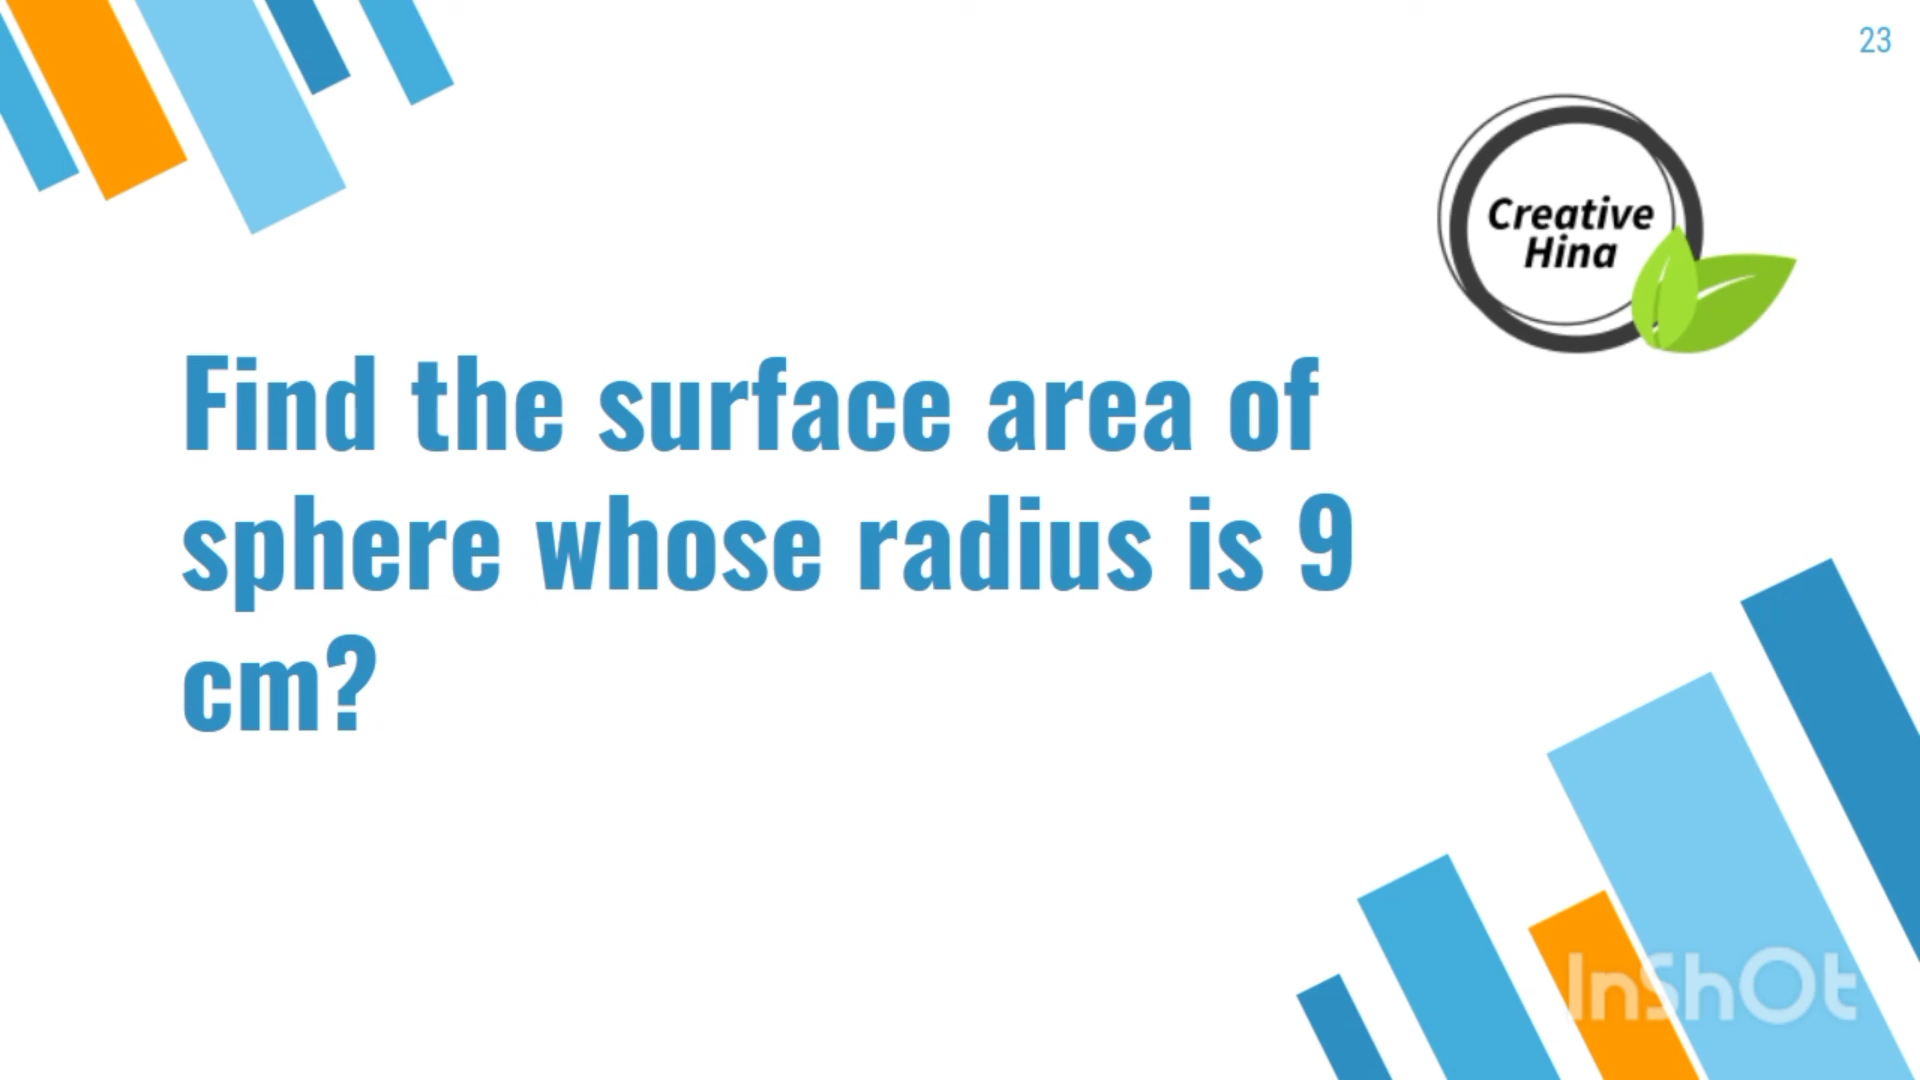 23
Creative
Hina
Find the surface area of
sphere whose radius is 9
cm?
InShOt